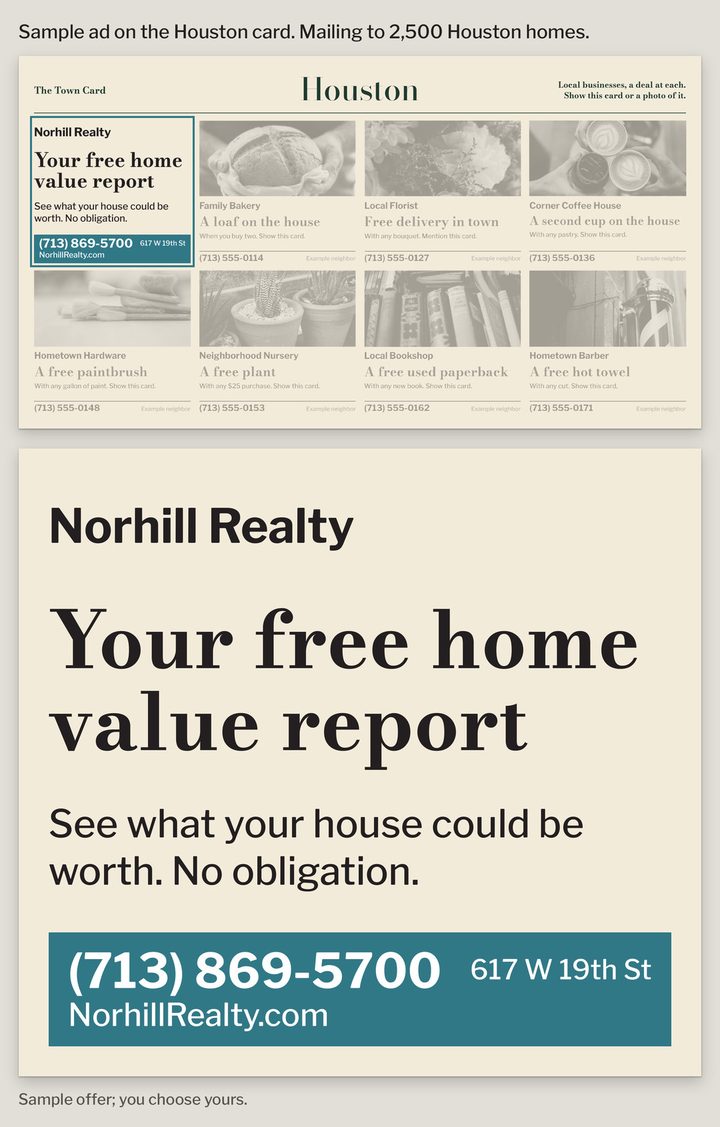 Sample ad on the Houston card. Mailing to 2,500 Houston homes.
The Town Card
Houston
Local businesses, a deal at each.
Show this card or a photo of it.
Norhill Realty
Your free home
value report
See what your house could be
worth. No obligation.
(713) 869-5700 617 W 19th St
NorhillRealty.com
Family Bakery
A loaf on the house
When you buy two. Show this card.
(713) 555-0114 Example neighbor
Local Florist
Free delivery in town
With any bouquet. Mention this card.
(713) 555-0127 Example neighbor
Corner Coffee House
A second cup on the house
With any pastry. Show this card.
(713) 555-0136 Example neighbor
Hometown Hardware
A free paintbrush
With any gallon of paint. Show this card.
(713) 555-0148 Example neighbor
Neighborhood Nursery
A free plant
With any $25 purchase. Show this card.
(713) 555-0153 Example neighbor
Local Bookshop
A free used paperback
With any new book. Show this card.
(713) 555-0162 Example neighbor
Hometown Barber
A free hot towel
With any cut. Show this card.
(713) 555-0171 Example neighbor
Norhill Realty
Your free home
value report
See what your house could be
worth. No obligation.
(713) 869-5700 617 W 19th St
NorhillRealty.com
Sample offer; you choose yours.